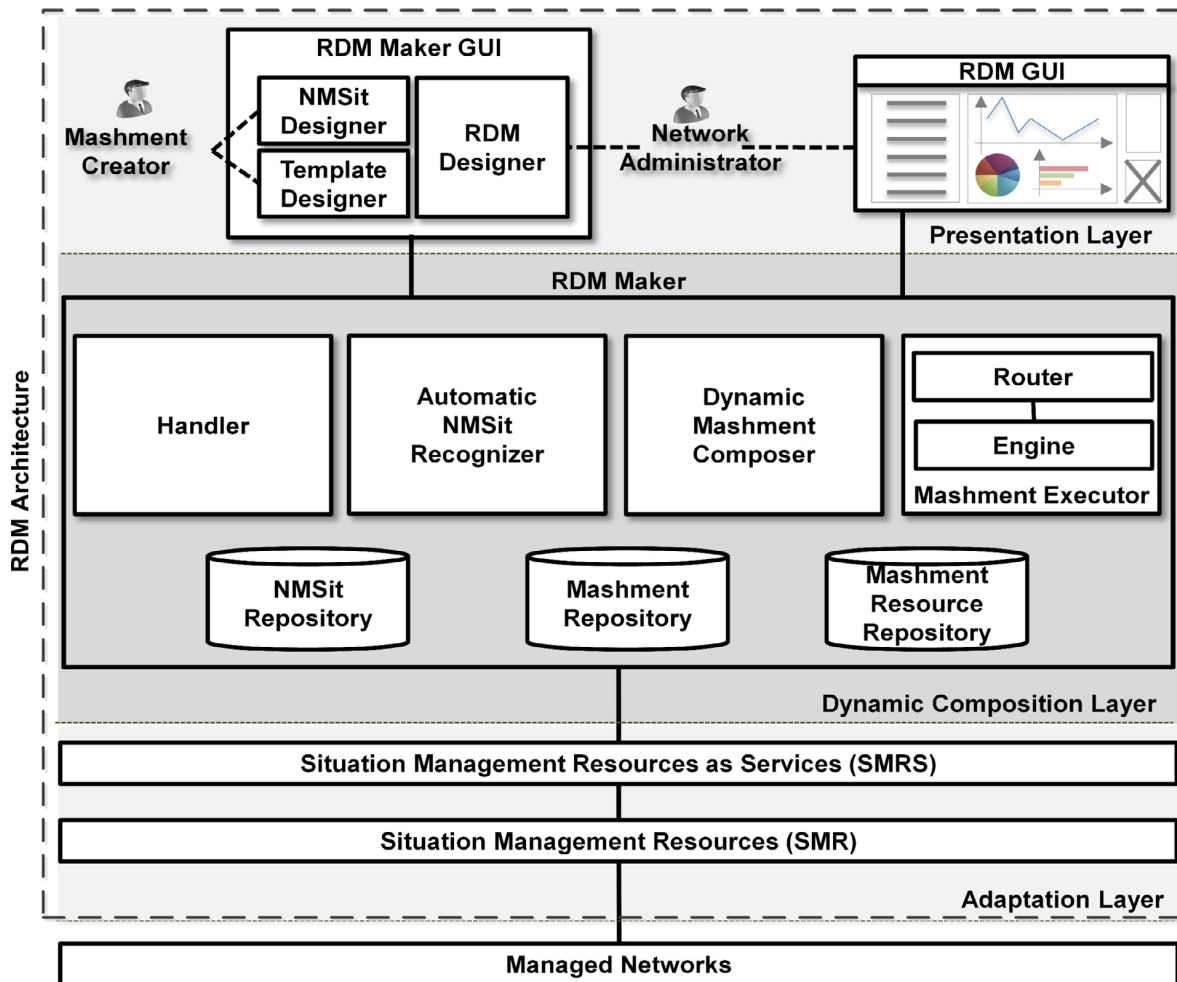 RDM Maker GUI
NMSit
Designer
Template
Designer
RDM
Designer
Mashment
Creator
Network
Administrator
RDM GUI
Presentation Layer
RDM Maker
Handler
Automatic
NMSit
Recognizer
Dynamic
Mashment
Composer
Router
Engine
Mashment Executor
NMSit
Repository
Mashment
Repository
Mashment
Resource
Repository
Dynamic Composition Layer
RDM Architecture
Situation Management Resources as Services (SMRS)
Situation Management Resources (SMR)
Adaptation Layer
Managed Networks